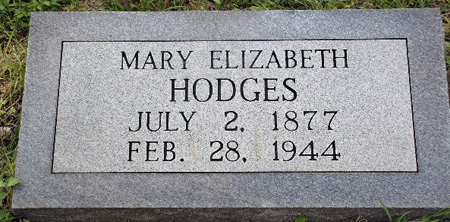 MARY ELIZABETH
HODGES
JULY 2, 1877
FEB. 28, 1944